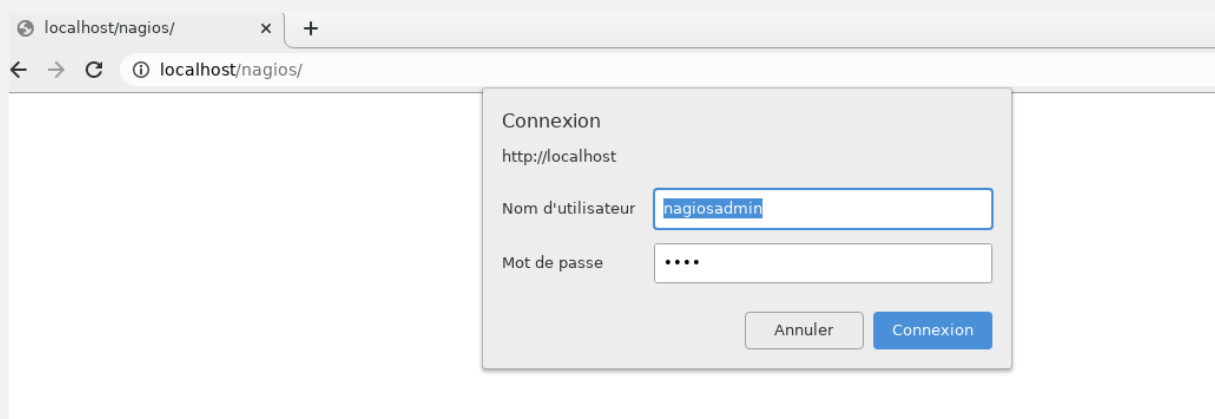 localhost/nagios/
localhost/nagios/
Connexion
http://localhost
Nom d'utilisateur nagiosadmin
Mot de passe ••••
Annuler Connexion